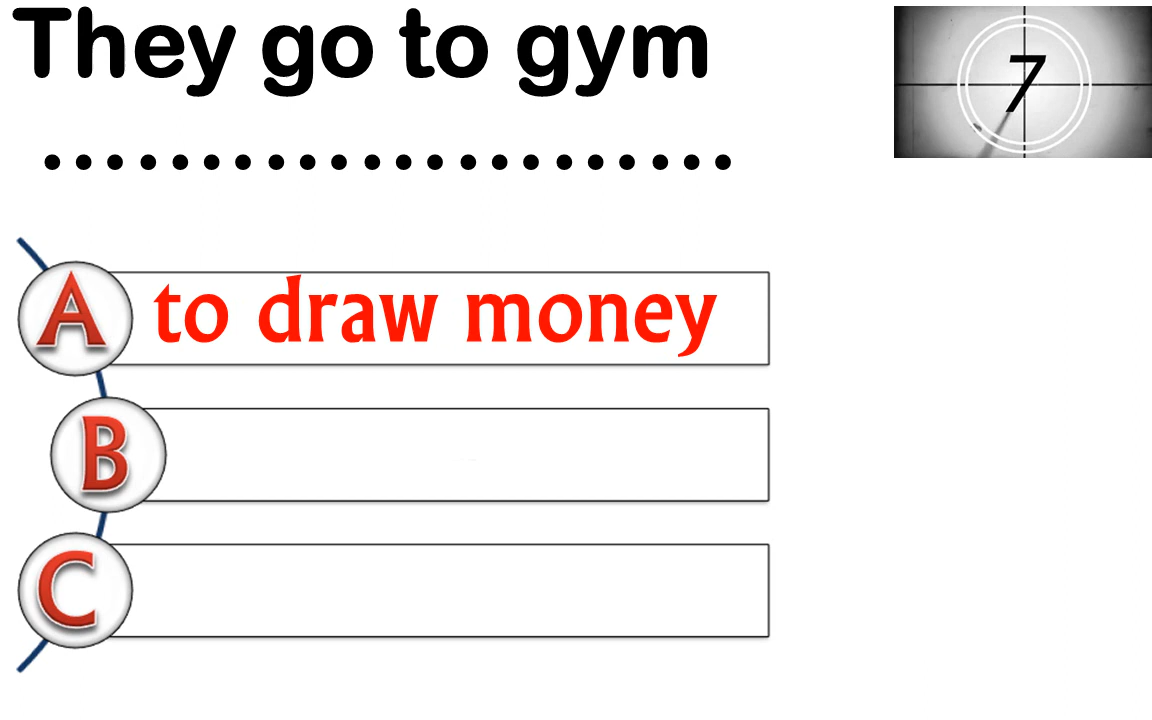 They go to gym
.......................
7
A to draw money
B
C